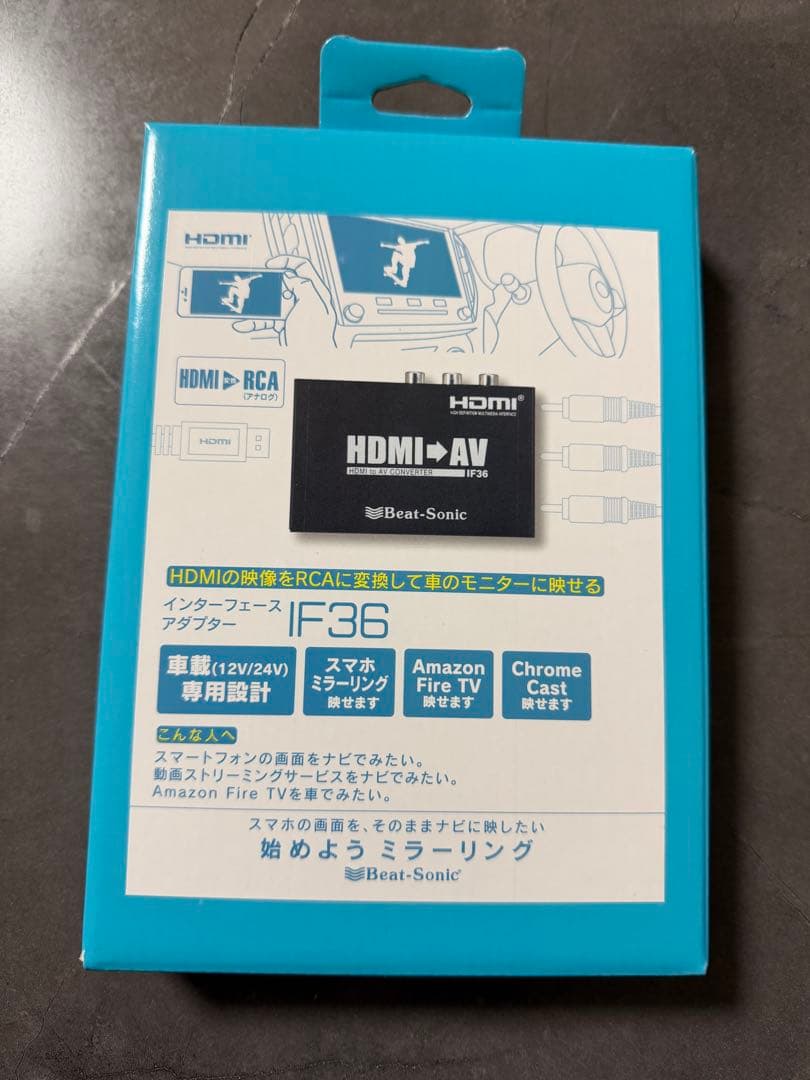 HDMI
HDMI 変換 RCA
(アナログ)
HDMI
HDMI®
HIGH DEFINITION MULTIMEDIA INTERFACE
HDMI➡AV
HDMI to AV CONVERTER IF36
Beat-Sonic
HDMIの映像をRCAに変換して車のモニターに映せる
インターフェース
アダプター IF36
車載(12V/24V)
専用設計
スマホ
ミラーリング
映せます
Amazon
Fire TV
映せます
Chrome
Cast
映せます
こんな人へ
スマートフォンの画面をナビでみたい。
動画ストリーミングサービスをナビでみたい。
Amazon Fire TVを車でみたい。
スマホの画面を、そのままナビに映したい
始めよう ミラーリング
Beat-Sonic®